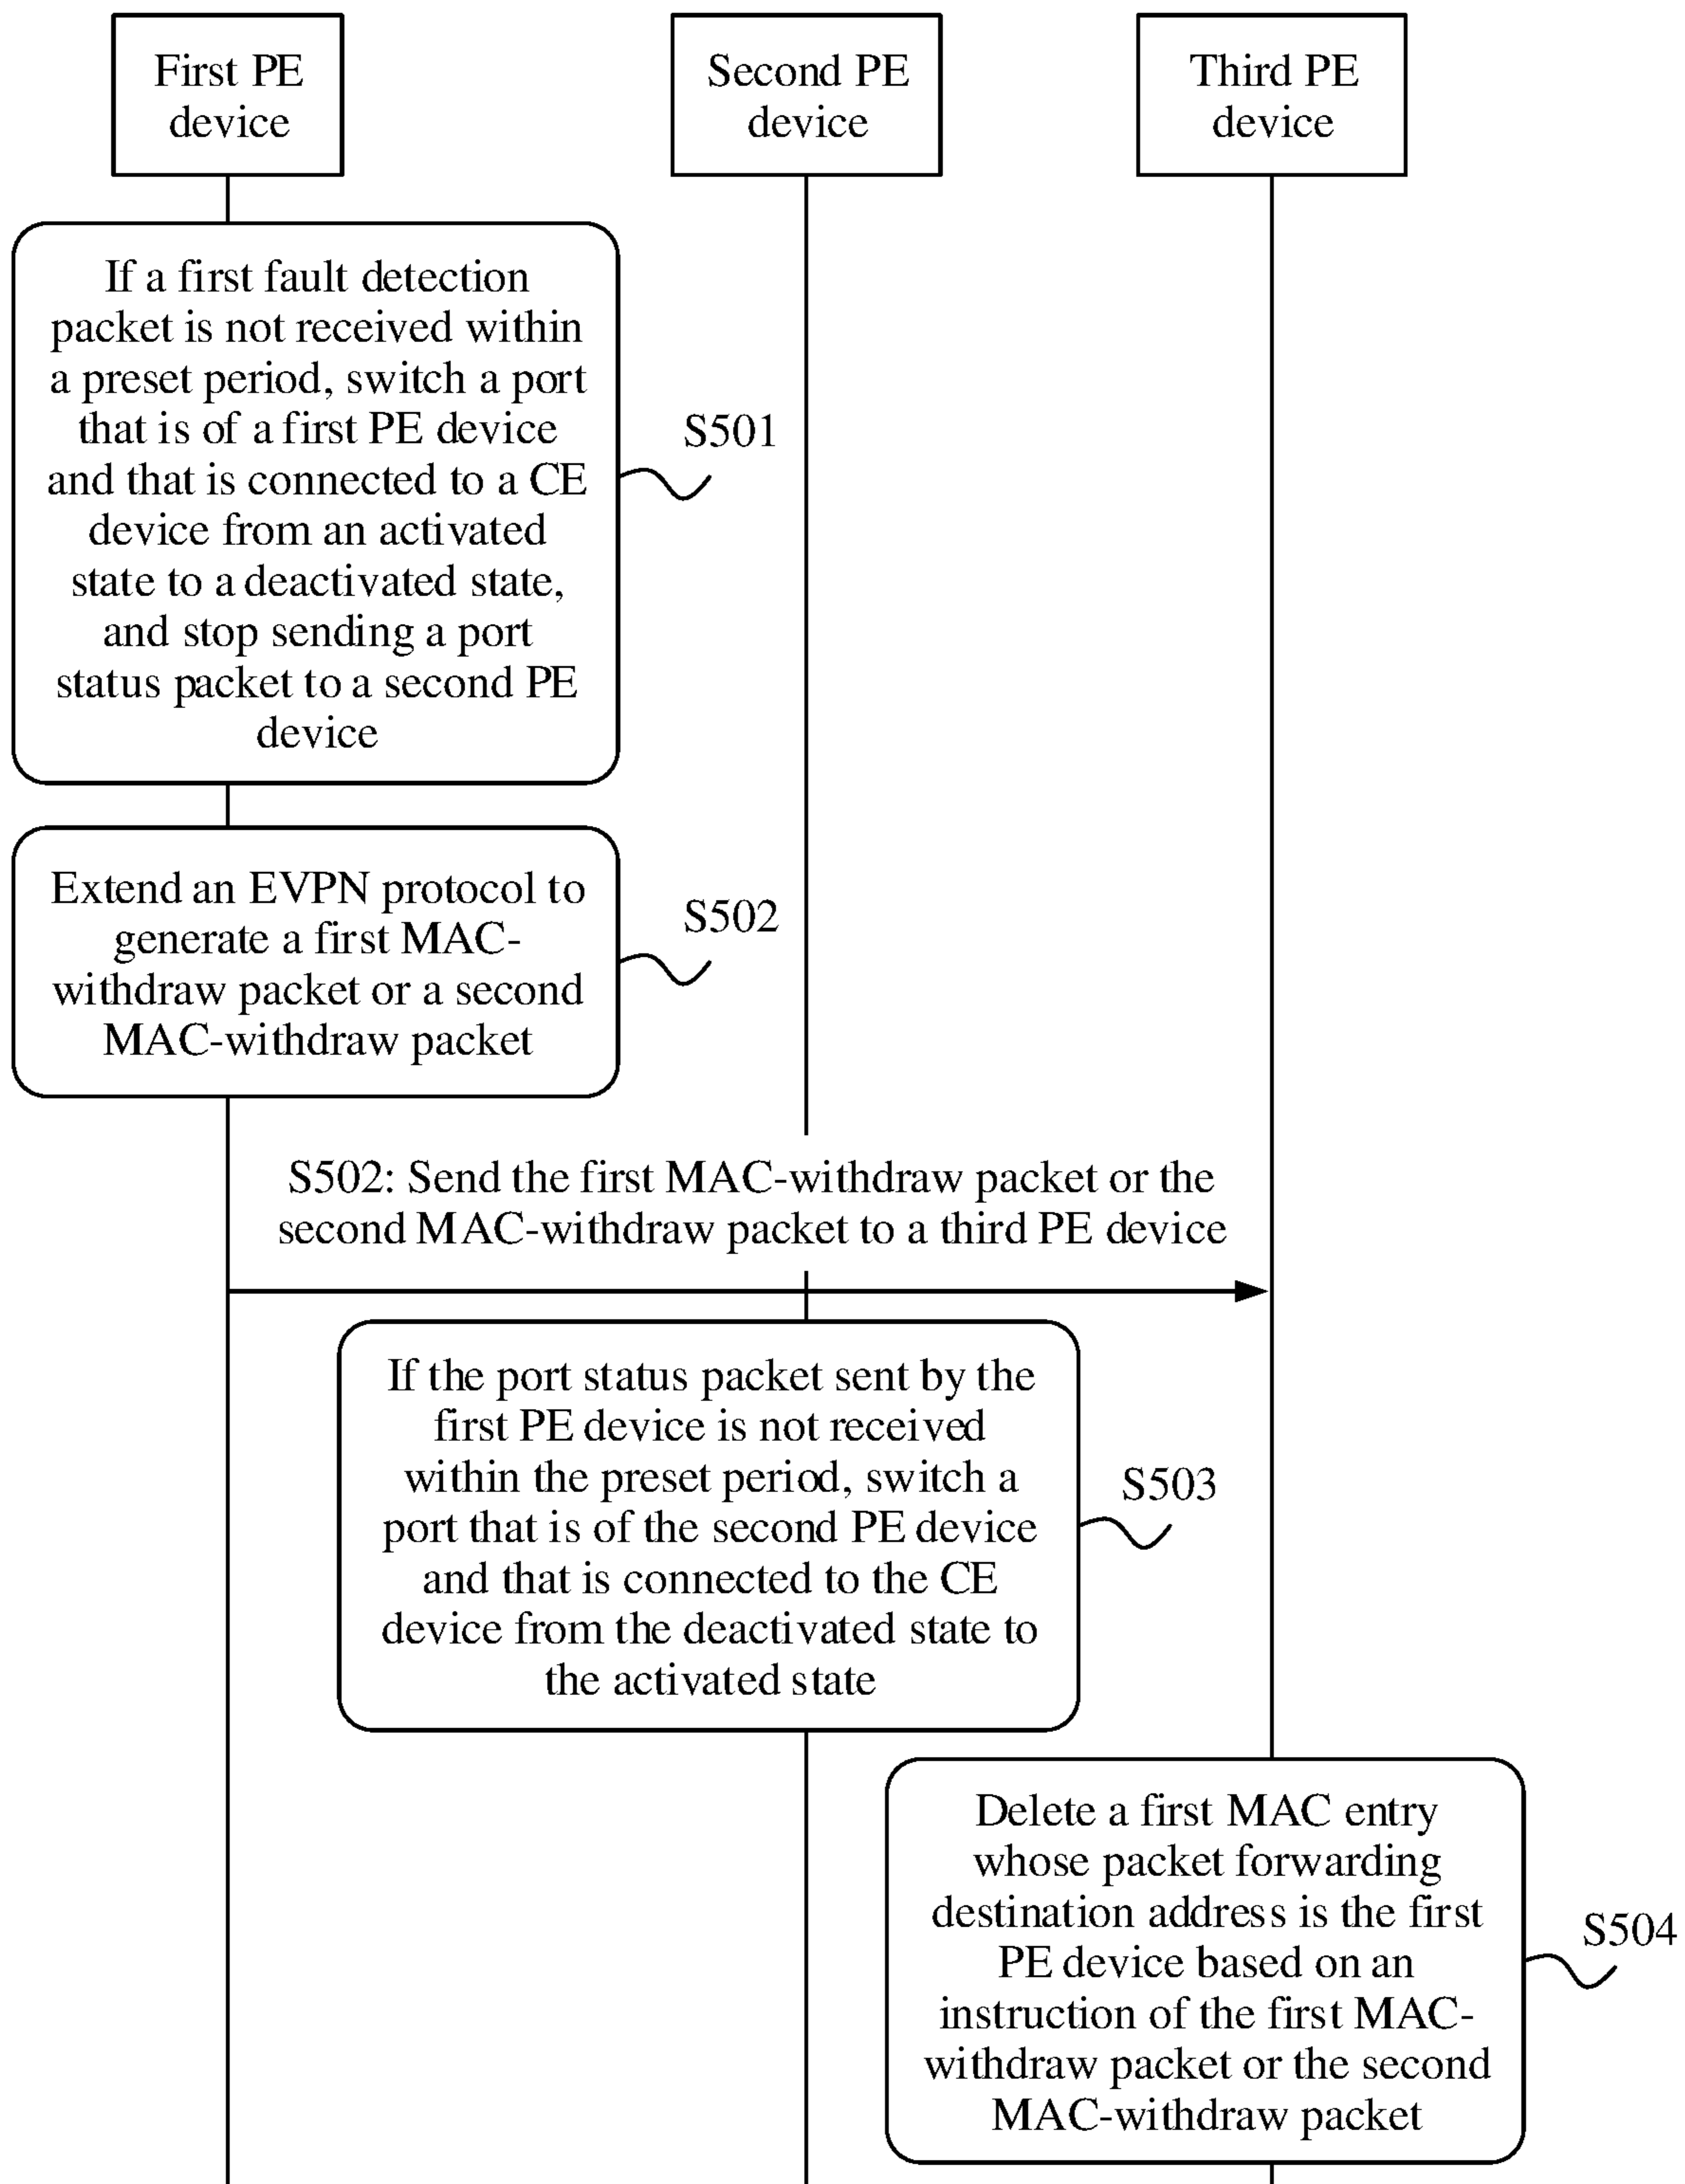 First PE
device
Second PE
device
Third PE
device
If a first fault detection
packet is not received within
a preset period, switch a port
that is of a first PE device
and that is connected to a CE
device from an activated
state to a deactivated state,
and stop sending a port
status packet to a second PE
device
S501
Extend an EVPN protocol to
generate a first MAC-
withdraw packet or a second
MAC-withdraw packet
S502
S502: Send the first MAC-withdraw packet or the
second MAC-withdraw packet to a third PE device
If the port status packet sent by the
first PE device is not received
within the preset period, switch a
port that is of the second PE device
and that is connected to the CE
device from the deactivated state to
the activated state
S503
Delete a first MAC entry
whose packet forwarding
destination address is the first
PE device based on an
instruction of the first MAC-
withdraw packet or the second
MAC-withdraw packet
S504